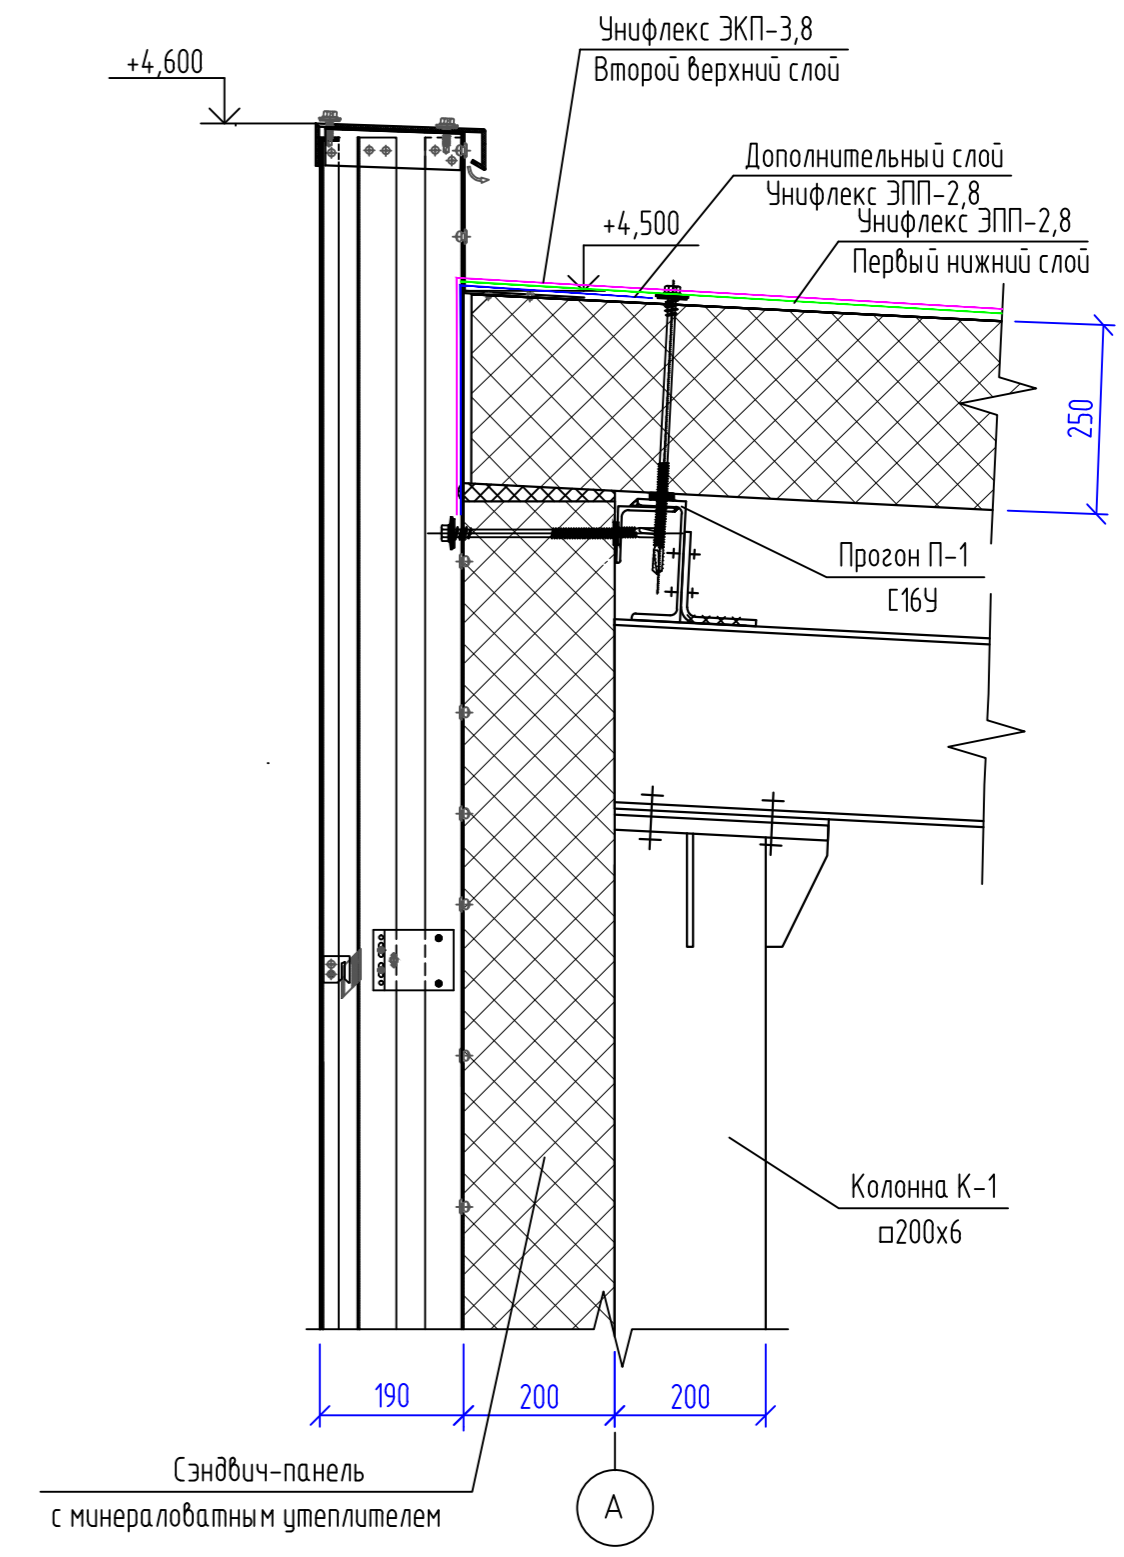 Унифлекс ЭКП-3,8
Второй верхний слой
+4,600
Дополнительный слой
Унифлекс ЭПП-2,8
+4,500
Унифлекс ЭПП-2,8
Первый нижний слой
250
Прогон П-1
[16У
Колонна К-1
□200х6
190
200
200
Сэндвич-панель
с минераловатным утеплителем
А